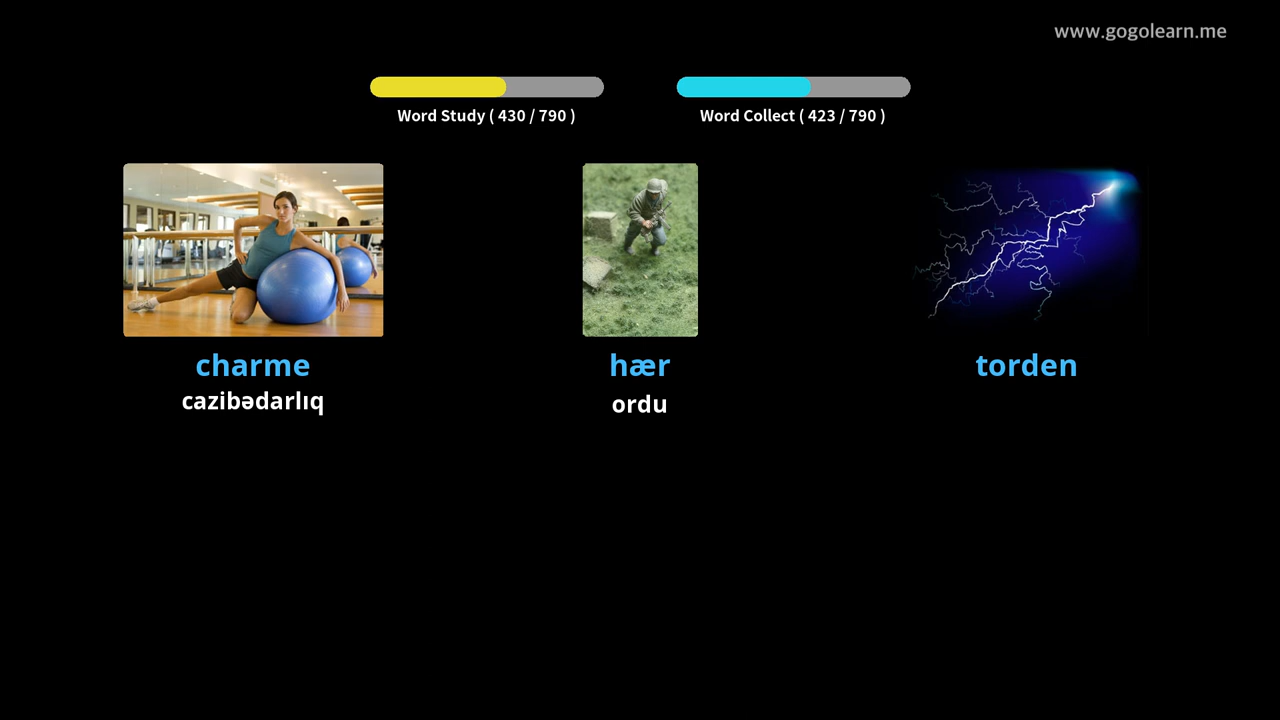 www.gogolearn.me
Word Study ( 430 / 790 )
Word Collect ( 423 / 790 )
charme
hær
torden
cazibədarlıq
ordu